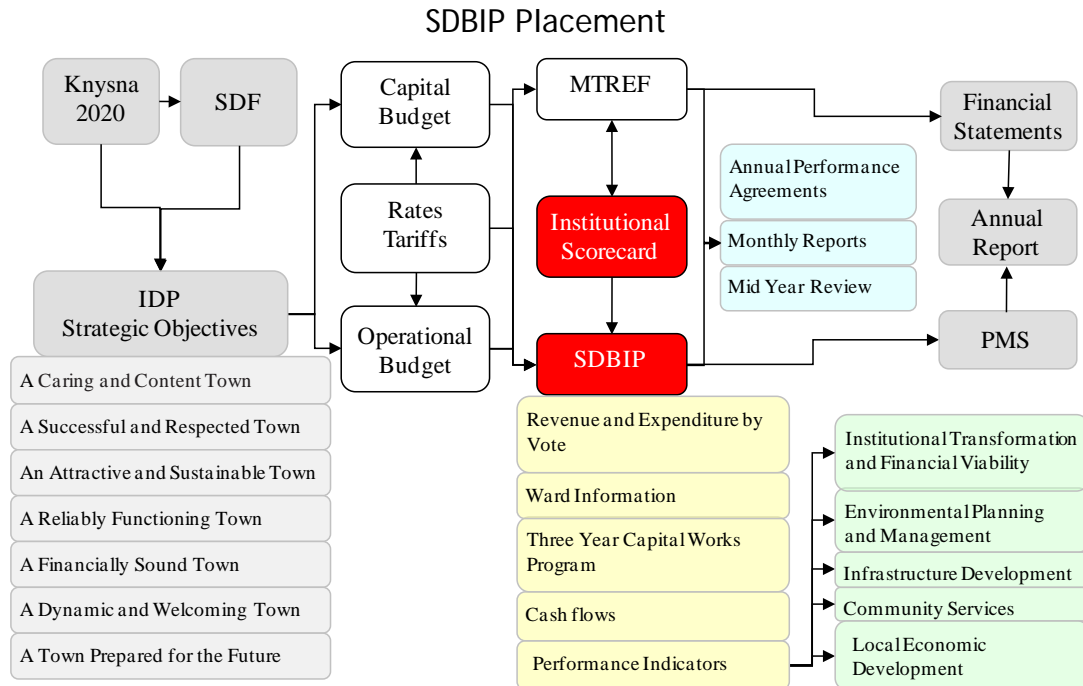 SDBIP Placement
Knysna
2020
SDF
IDP
Strategic Objectives
A Caring and Content Town
A Successful and Respected Town
An Attractive and Sustainable Town
A Reliably Functioning Town
A Financially Sound Town
A Dynamic and Welcoming Town
A Town Prepared for the Future
Capital
Budget
Rates
Tariffs
Operational
Budget
MTREF
Institutional
Scorecard
SDBIP
Revenue and Expenditure by
Vote
Ward Information
Three Year Capital Works
Program
Cash flows
Performance Indicators
Annual Performance
Agreements
Monthly Reports
Mid Year Review
Financial
Statements
Annual
Report
PMS
Institutional Transformation
and Financial Viability
Environmental Planning
and Management
Infrastructure Development
Community Services
Local Economic
Development